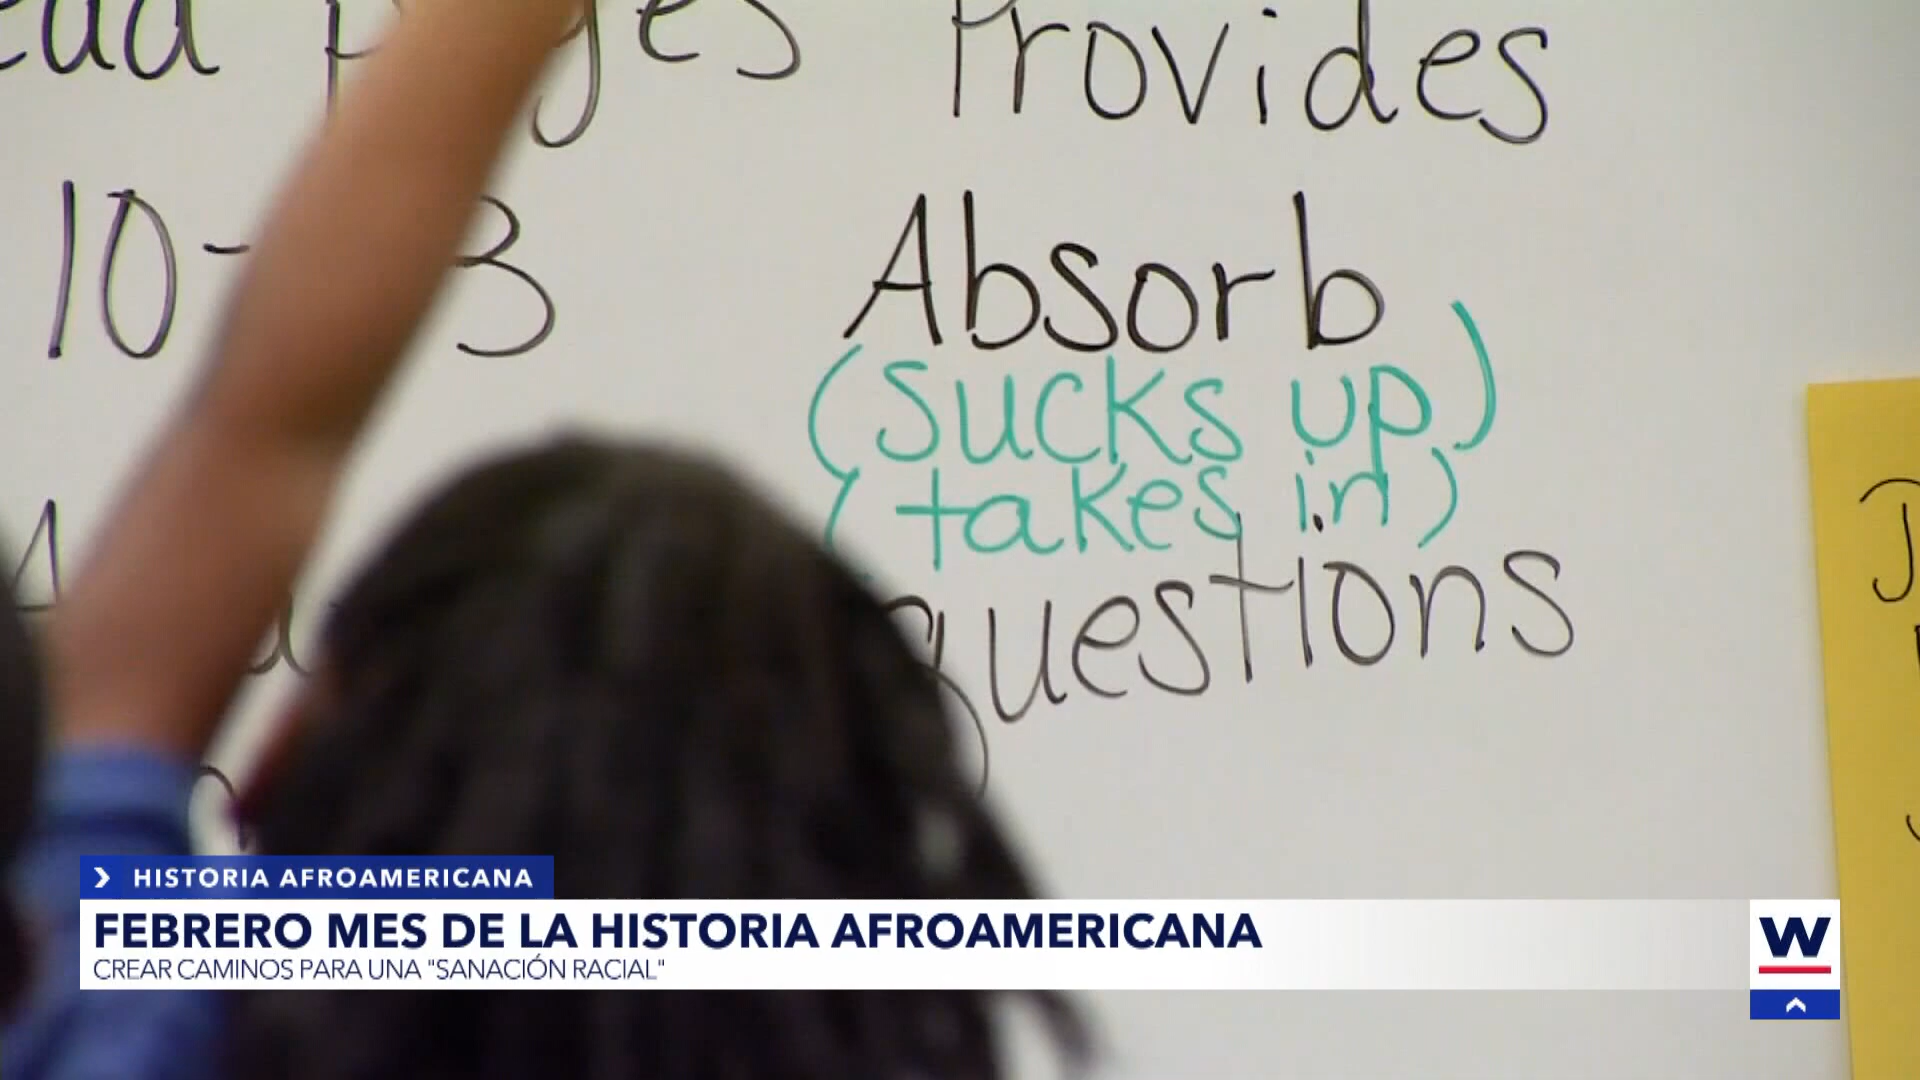 Provides
10-
3
Absorb
(sucks up)
(takes in)
questions
HISTORIA AFROAMERICANA
FEBRERO MES DE LA HISTORIA AFROAMERICANA
CREAR CAMINOS PARA UNA "SANACIÓN RACIAL"
W